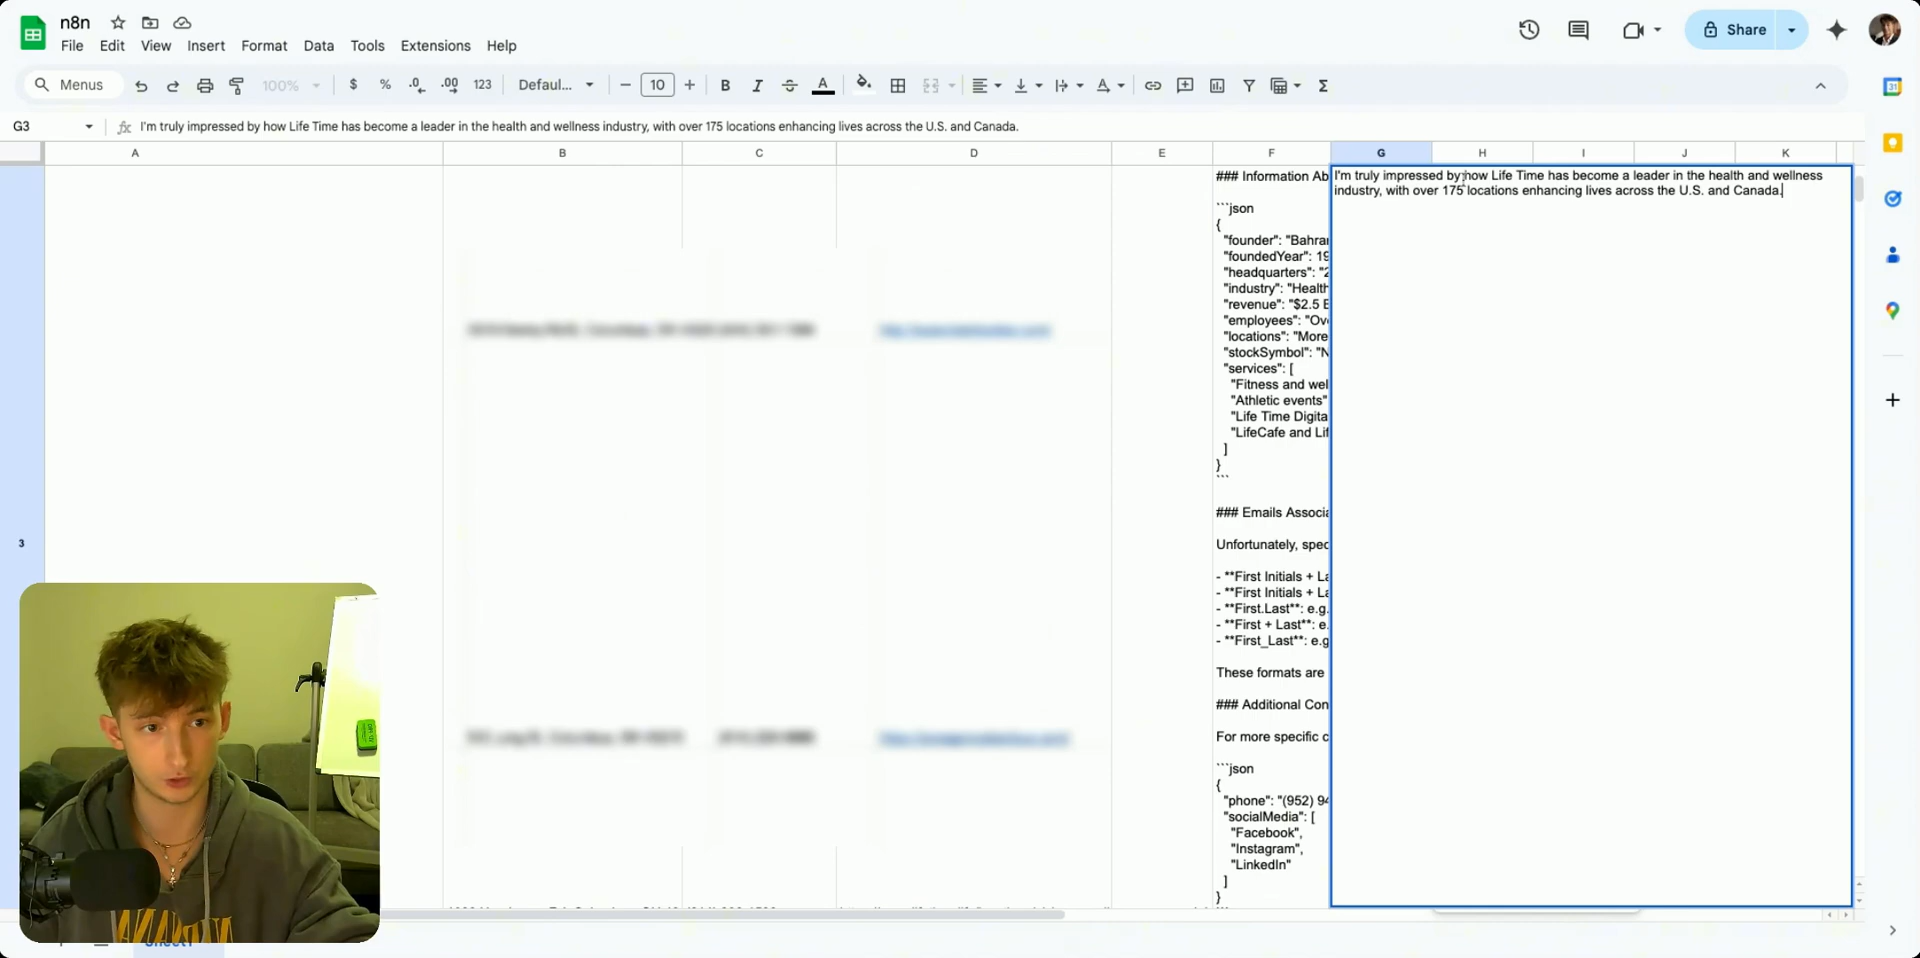 n8n
File Edit View Insert Format Data Tools Extensions Help
Share
Menus 100% $ % .0 .00 123 Defaul... 10 B I A
G3 fx I'm truly impressed by how Life Time has become a leader in the health and wellness industry, with over 175 locations enhancing lives across the U.S. and Canada.
A B C D E F G H I J K
3
### Information Ab
```json
{
"founder": "Bahra
"foundedYear": 19
"headquarters": "2
"industry": "Health
"revenue": "$2.5 B
"employees": "Ov
"locations": "More
"stockSymbol": "N
"services": [
"Fitness and wel
"Athletic events"
"Life Time Digita
"LifeCafe and Lif
]
}
```
### Emails Associa
Unfortunately, spec
- **First Initials + La
- **First Initials + La
- **First.Last**: e.g.
- **First + Last**: e.
- **First_Last**: e.g
These formats are
### Additional Con
For more specific c
```json
{
"phone": "(952) 94
"socialMedia": [
"Facebook",
"Instagram",
"LinkedIn"
]
}
I'm truly impressed by how Life Time has become a leader in the health and wellness
industry, with over 175 locations enhancing lives across the U.S. and Canada.
Sheet1